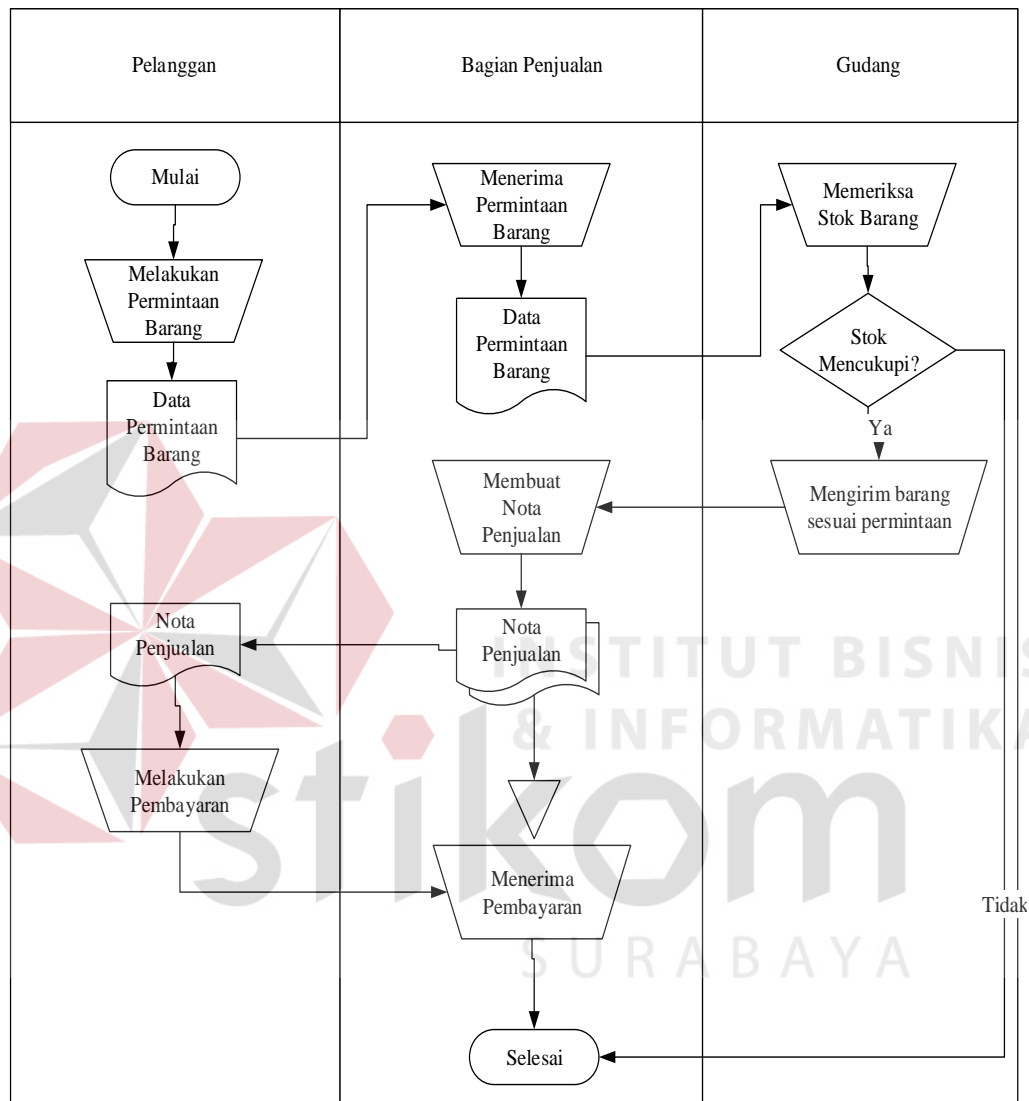 Pelanggan
Bagian Penjualan
Gudang
Mulai
Melakukan
Permintaan
Barang
Data
Permintaan
Barang
Menerima
Permintaan
Barang
Data
Permintaan
Barang
Memeriksa
Stok Barang
Stok
Mencukupi?
Ya
Mengirim barang
sesuai permintaan
Membuat
Nota
Penjualan
Nota
Penjualan
Nota
Penjualan
Melakukan
Pembayaran
Menerima
Pembayaran
Tidak
Selesai
INSTITUT BISNIS
& INFORMATIKA
stikom
SURABAYA